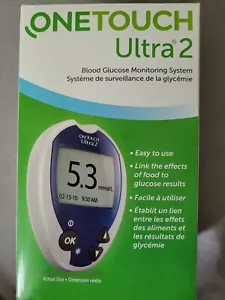 ONETOUCH
Ultra®2
Blood Glucose Monitoring System
Système de surveillance de la glycémie
• Easy to use
• Link the effects
of food to
glucose results
• Facile à utiliser
• Établit un lien
entre les effets
des aliments et
les résultats de
glycémie
ONETOUCH
Ultra2
5.3 mmol/L
02-15-10 9:30 AM
OK
Actual Size • Dimension réelle